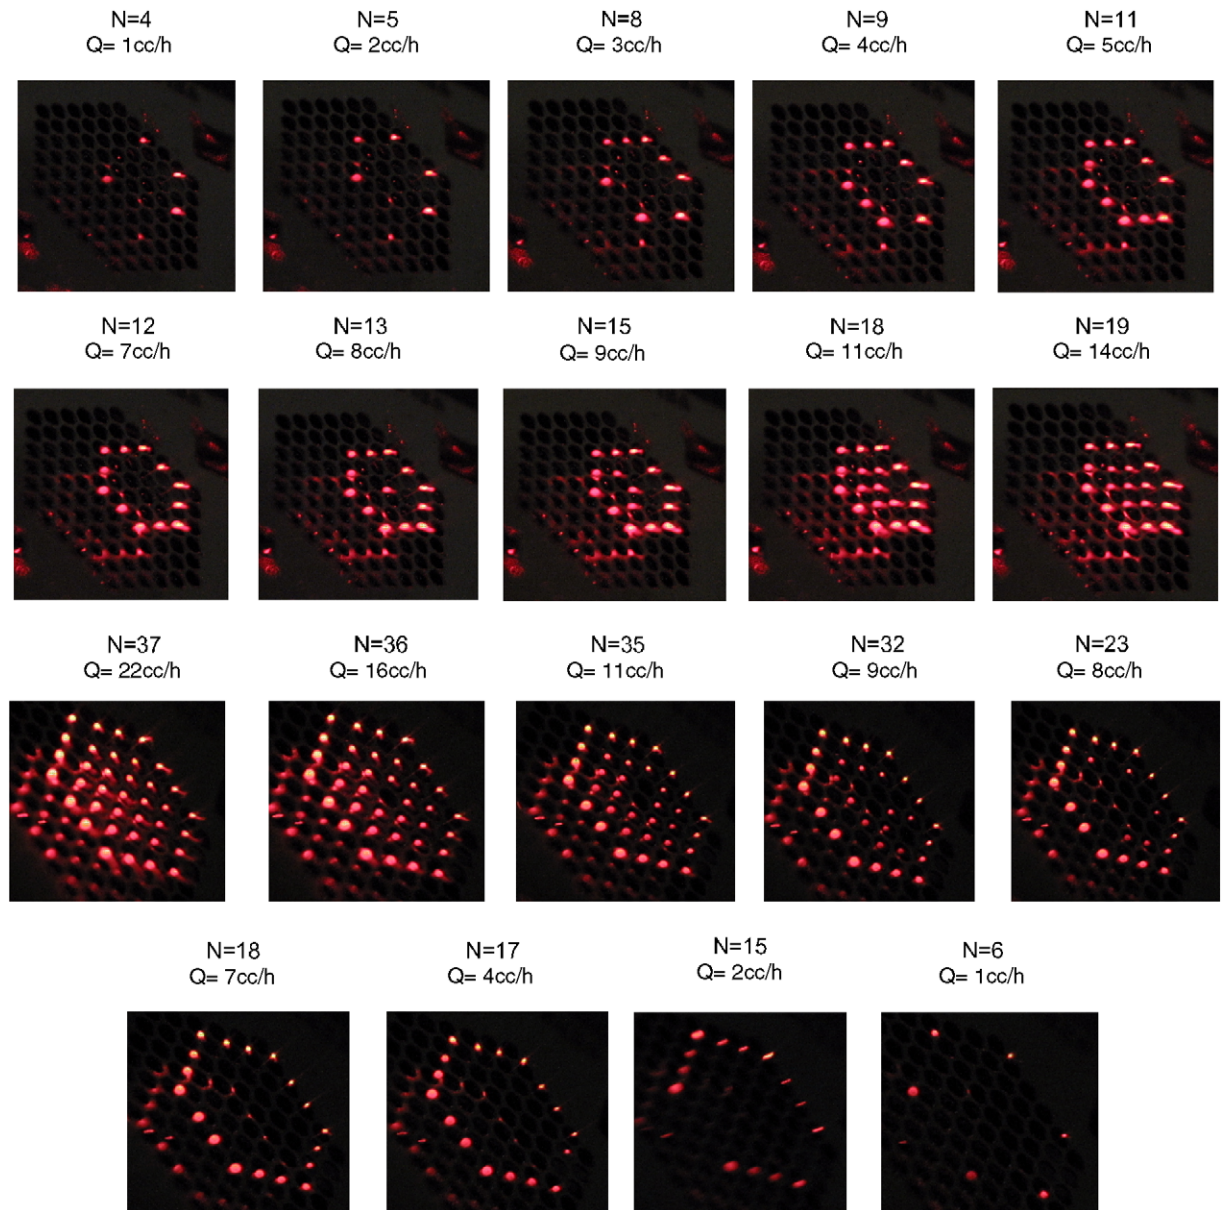 N=4
Q= 1cc/h
N=5
Q= 2cc/h
N=8
Q= 3cc/h
N=9
Q= 4cc/h
N=11
Q= 5cc/h
N=12
Q= 7cc/h
N=13
Q= 8cc/h
N=15
Q= 9cc/h
N=18
Q= 11cc/h
N=19
Q= 14cc/h
N=37
Q= 22cc/h
N=36
Q= 16cc/h
N=35
Q= 11cc/h
N=32
Q= 9cc/h
N=23
Q= 8cc/h
N=18
Q= 7cc/h
N=17
Q= 4cc/h
N=15
Q= 2cc/h
N=6
Q= 1cc/h